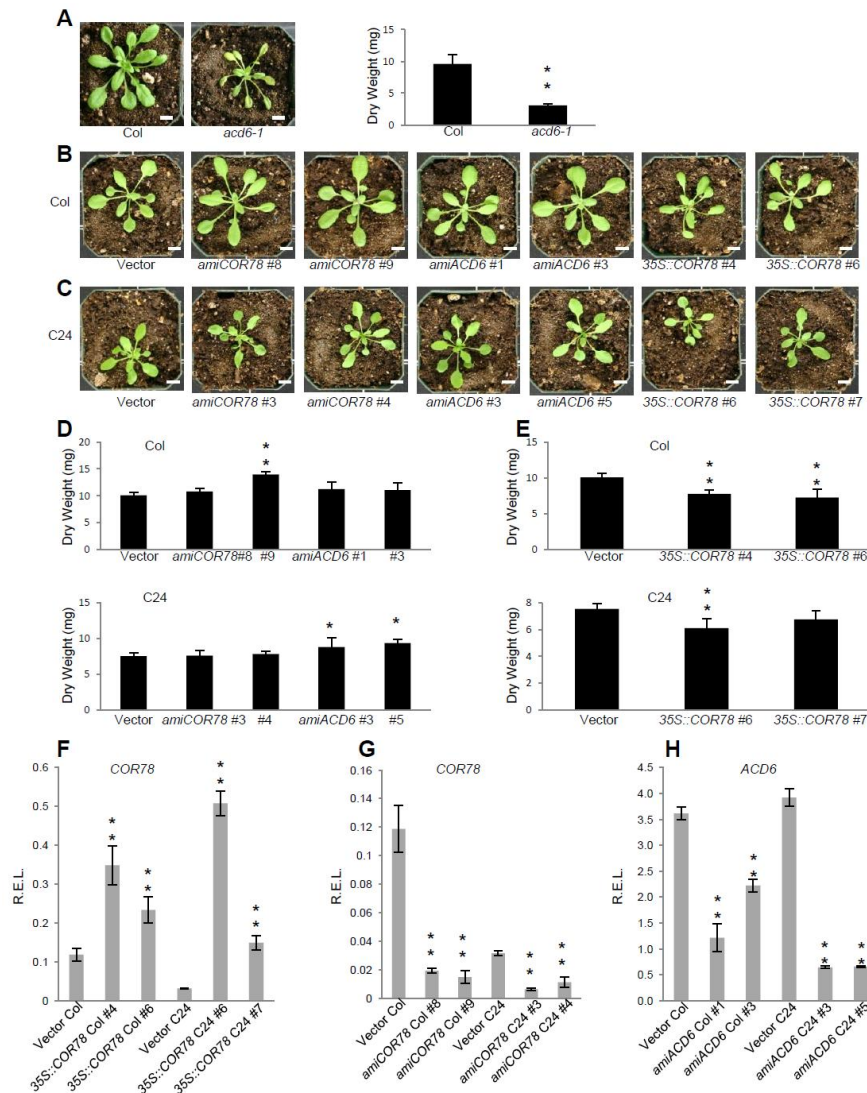 A
Col
acd6-1
Dry Weight (mg)
15
10
5
0
* *
Col
acd6-1
B
Col
Vector
amiCOR78 #8
amiCOR78 #9
amiACD6 #1
amiACD6 #3
35S::COR78 #4
35S::COR78 #6
C
C24
Vector
amiCOR78 #3
amiCOR78 #4
amiACD6 #3
amiACD6 #5
35S::COR78 #6
35S::COR78 #7
D
Col
Dry Weight (mg)
20
15
10
5
0
* *
Vector
amiCOR78#8
#9
amiACD6 #1
#3
C24
Dry Weight (mg)
15
10
5
0
*
*
Vector
amiCOR78 #3
#4
amiACD6 #3
#5
E
Col
Dry Weight (mg)
15
10
5
0
* *
* *
Vector
35S::COR78 #4
35S::COR78 #6
C24
Dry Weight (mg)
8
6
4
2
0
* *
Vector
35S::COR78 #6
35S::COR78 #7
F
COR78
R.E.L.
0.6
0.5
0.4
0.3
0.2
0.1
0
* *
* *
* *
* *
Vector Col
35S::COR78 Col #4
35S::COR78 Col #6
Vector C24
35S::COR78 C24 #6
35S::COR78 C24 #7
G
COR78
R.E.L.
0.16
0.14
0.12
0.1
0.08
0.06
0.04
0.02
0
* *
* *
* *
* *
Vector Col
amiCOR78 Col #8
amiCOR78 Col #9
Vector C24
amiCOR78 C24 #3
amiCOR78 C24 #4
H
ACD6
R.E.L.
4.5
4.0
3.5
3.0
2.5
2.0
1.5
1.0
0.5
0.0
* *
* *
* *
* *
Vector Col
amiACD6 Col #1
amiACD6 Col #3
Vector C24
amiACD6 C24 #3
amiACD6 C24 #5